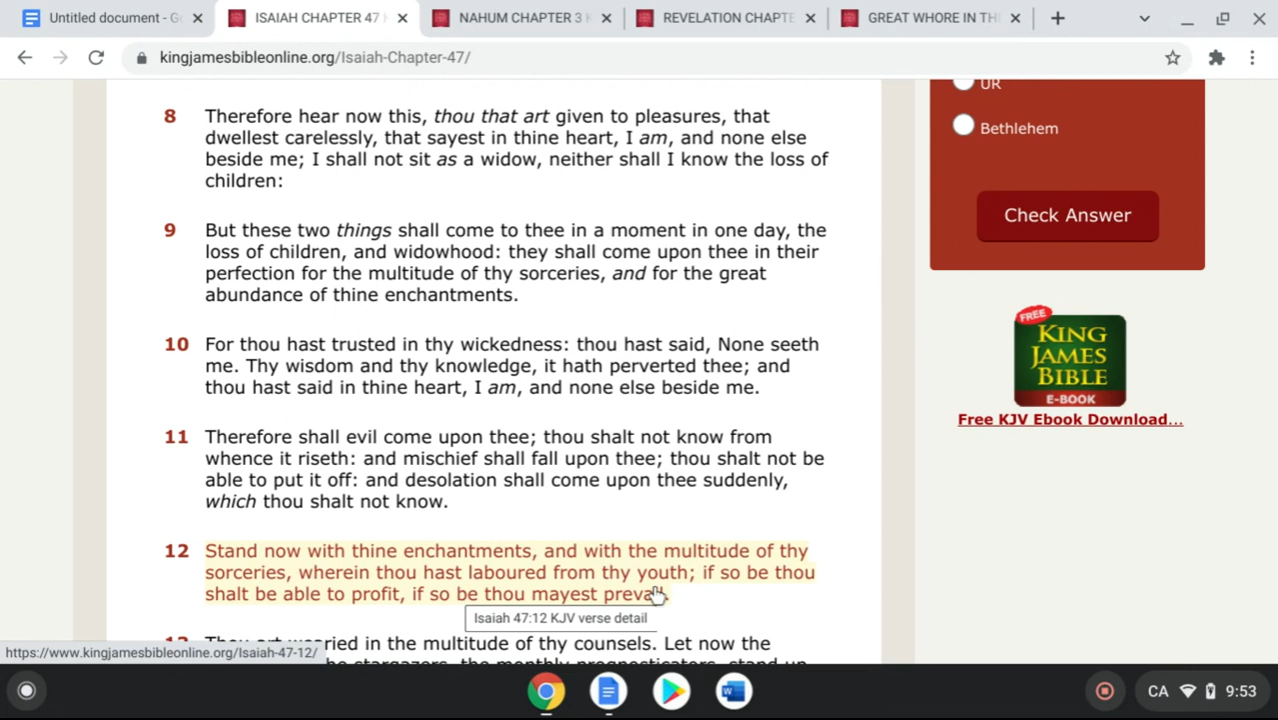 Untitled document - G
ISAIAH CHAPTER 47
NAHUM CHAPTER 3
REVELATION CHAPTE
GREAT WHORE IN TH
kingjamesbibleonline.org/Isaiah-Chapter-47/
8 Therefore hear now this, thou that art given to pleasures, that
dwellest carelessly, that sayest in thine heart, I am, and none else
beside me; I shall not sit as a widow, neither shall I know the loss of
children:
9 But these two things shall come to thee in a moment in one day, the
loss of children, and widowhood: they shall come upon thee in their
perfection for the multitude of thy sorceries, and for the great
abundance of thine enchantments.
10 For thou hast trusted in thy wickedness: thou hast said, None seeth
me. Thy wisdom and thy knowledge, it hath perverted thee; and
thou hast said in thine heart, I am, and none else beside me.
11 Therefore shall evil come upon thee; thou shalt not know from
whence it riseth: and mischief shall fall upon thee; thou shalt not be
able to put it off: and desolation shall come upon thee suddenly,
which thou shalt not know.
12 Stand now with thine enchantments, and with the multitude of thy
sorceries, wherein thou hast laboured from thy youth; if so be thou
shalt be able to profit, if so be thou mayest prevail.
Isaiah 47:12 KJV verse detail
in the multitude of thy counsels. Let now the
https://www.kingjamesbibleonline.org/Isaiah-47-12/
UR
Bethlehem
Check Answer
FREE
KING
JAMES
BIBLE
E-BOOK
Free KJV Ebook Download...
CA 9:53